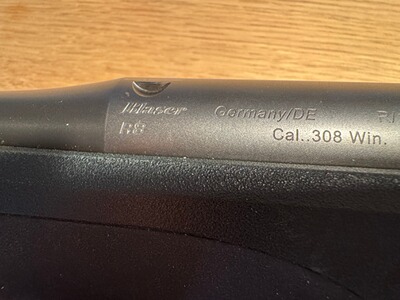 Blaser Germany/DE
R8 Cal..308 Win.